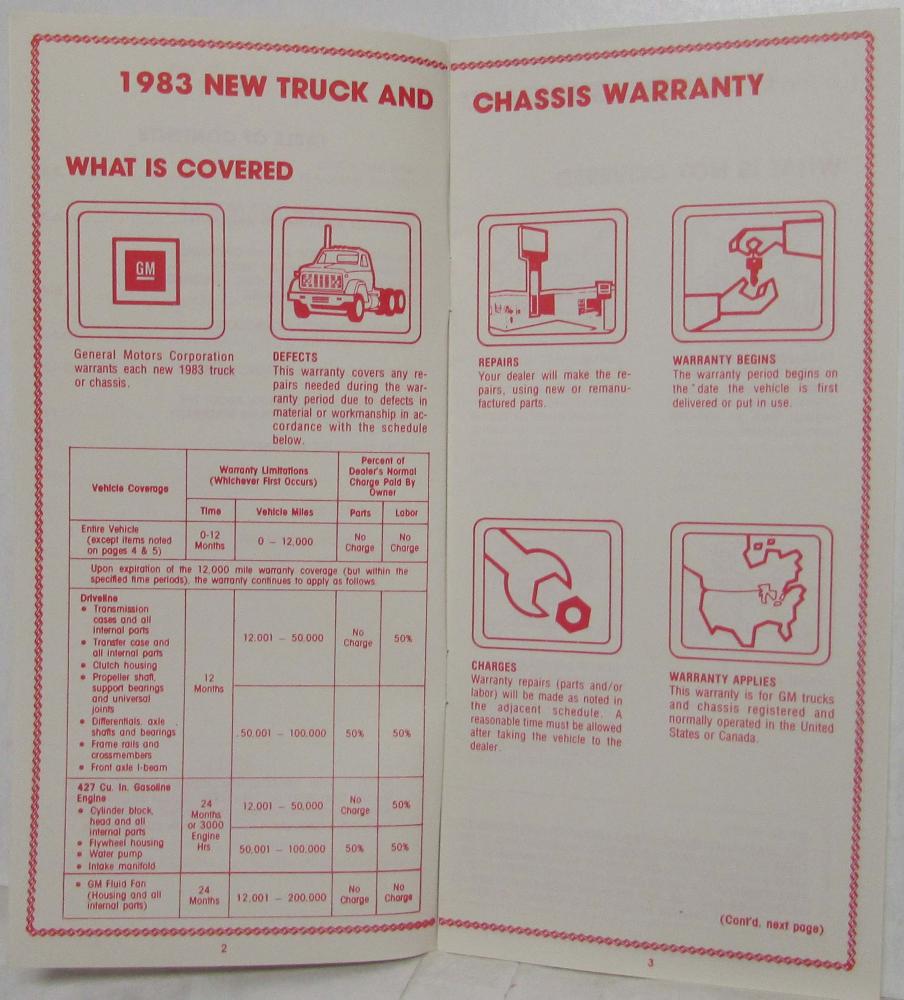 1983 NEW TRUCK AND CHASSIS WARRANTY
WHAT IS COVERED
GM
General Motors Corporation
warrants each new 1983 truck
or chassis.
DEFECTS
This warranty covers any re-
pairs needed during the war-
ranty period due to defects in
material or workmanship in ac-
cordance with the schedule
below.
Vehicle Coverage
Warranty Limitations
(Whichever First Occurs)
Percent of
Dealer's Normal
Charge Paid By
Owner
Time
Vehicle Miles
Parts
Labor
Entire Vehicle
(except items noted
on pages 4 & 5)
0-12
Months
0 – 12,000
No
Charge
No
Charge
Upon expiration of the 12,000 mile warranty coverage (but within the
specified time periods), the warranty continues to apply as follows
Driveline
• Transmission
cases and all
internal parts
• Transfer case and
all internal parts
• Clutch housing
• Propeller shaft,
support bearings
and universal
joints
• Differentials, axle
shafts and bearings
• Frame rails and
crossmembers
• Front axle I-beam
12
Months
12,001 – 50,000
No
Charge
50%
50,001 – 100,000
50%
50%
427 Cu. In. Gasoline
Engine
• Cylinder block,
head and all
internal parts
• Flywheel housing
• Water pump
• Intake manifold
24
Months
or 3000
Engine
Hrs
12,001 – 50,000
No
Charge
50%
50,001 – 100,000
50%
50%
• GM Fluid Fan
(Housing and all
internal parts)
24
Months
12,001 – 200,000
No
Charge
No
Charge
2
REPAIRS
Your dealer will make the re-
pairs, using new or remanu-
factured parts.
WARRANTY BEGINS
The warranty period begins on
the date the vehicle is first
delivered or put in use.
CHARGES
Warranty repairs (parts and/or
labor) will be made as noted in
the adjacent schedule. A
reasonable time must be allowed
after taking the vehicle to the
dealer.
WARRANTY APPLIES
This warranty is for GM trucks
and chassis registered and
normally operated in the United
States or Canada.
(Cont'd. next page)
3